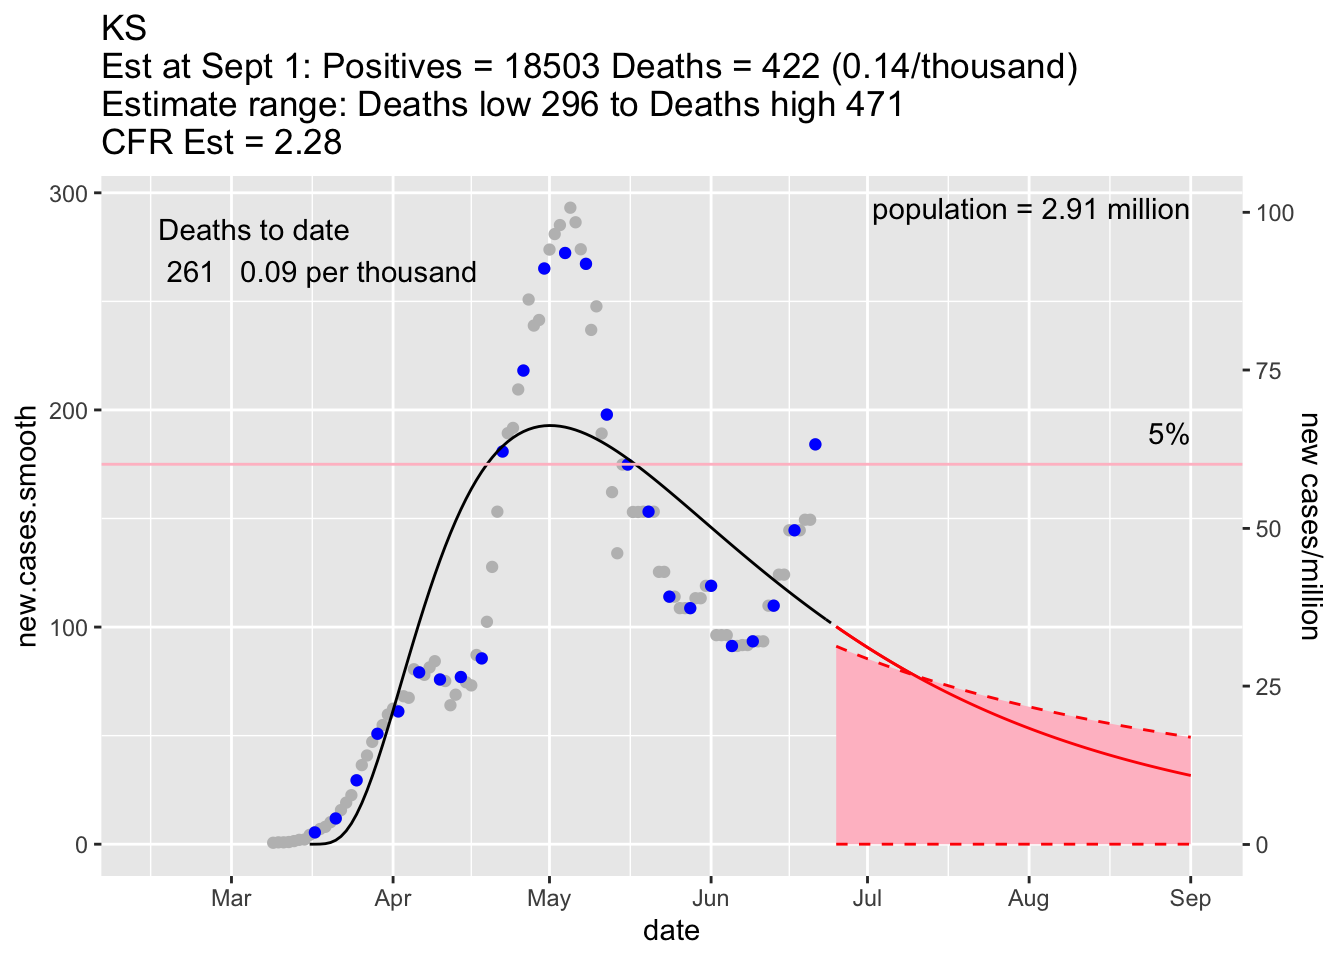 KS
Est at Sept 1: Positives = 18503 Deaths = 422 (0.14/thousand)
Estimate range: Deaths low 296 to Deaths high 471
CFR Est = 2.28
Deaths to date
261 0.09 per thousand
population = 2.91 million
5%
new.cases.smooth
300
200
100
0
new cases/million
100
75
50
25
0
Mar Apr May Jun Jul Aug Sep
date